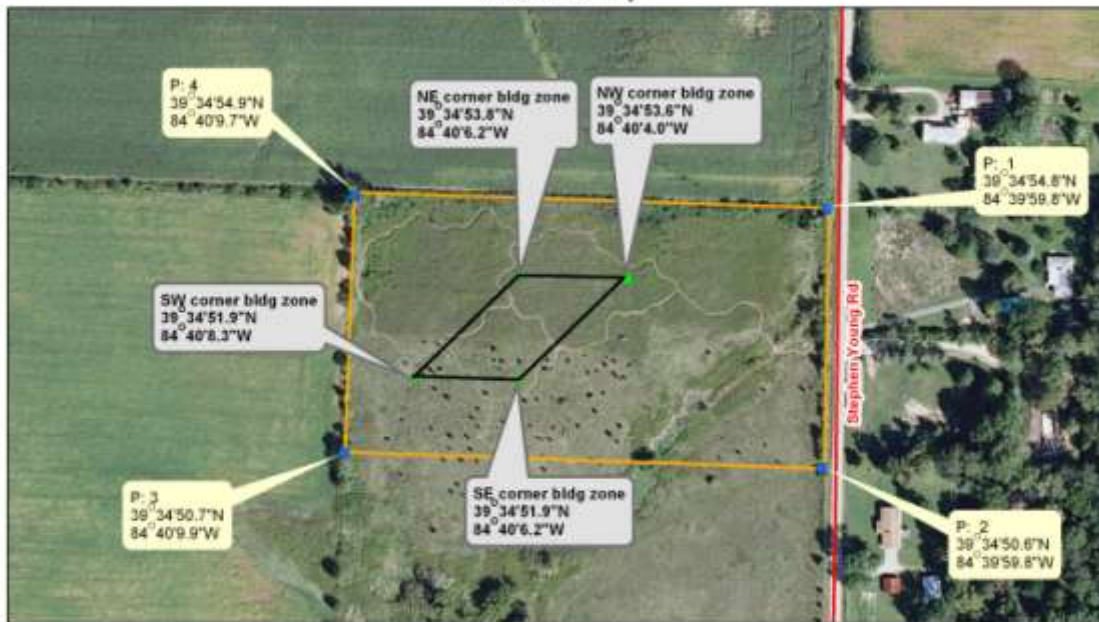 P: 4
39°34'54.9"N
84°40'9.7"W
NE corner bldg zone
39°34'53.8"N
84°40'6.2"W
NW corner bldg zone
39°34'53.6"N
84°40'4.0"W
P: 1
39°34'54.8"N
84°39'59.8"W
SW corner bldg zone
39°34'51.9"N
84°40'8.3"W
Stephen Young Rd
P: 3
39°34'50.7"N
84°40'9.9"W
SE corner bldg zone
39°34'51.9"N
84°40'6.2"W
P: 2
39°34'50.6"N
84°39'59.8"W